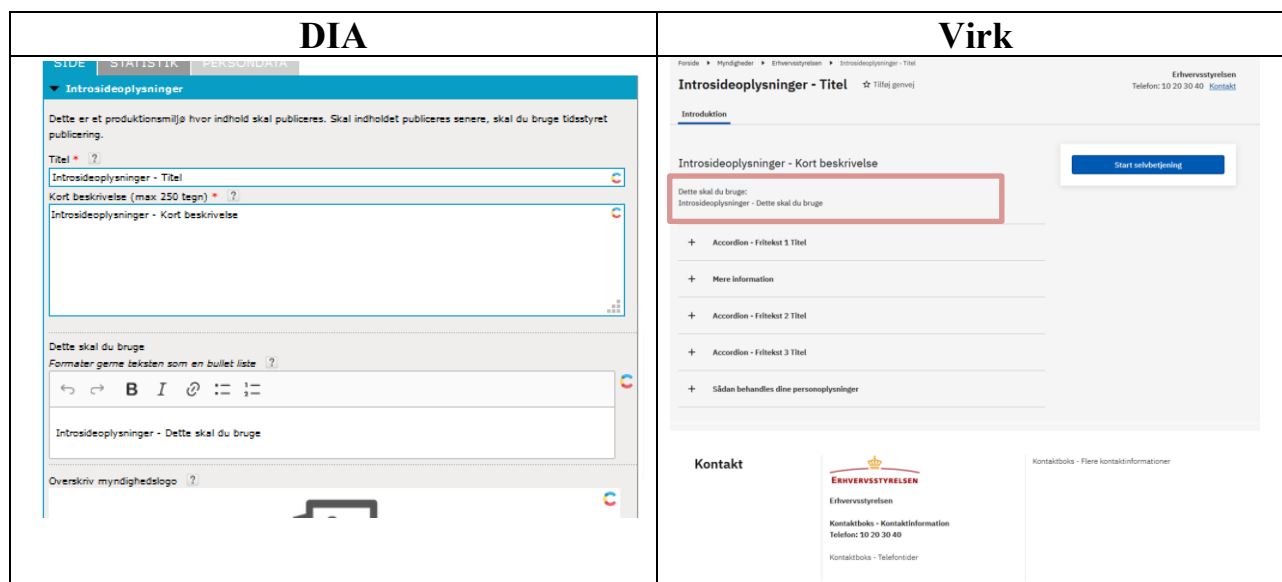 DIA
Virk
SIDE STATISTIK PERSONDATA
Introsideoplysninger
Dette er et produktionsmiljø hvor indhold skal publiceres. Skal indholdet publiceres senere, skal du bruge tidsstyret
publicering.
Titel * ?
Introsideoplysninger - Titel
Kort beskrivelse (max 250 tegn) * ?
Introsideoplysninger - Kort beskrivelse
Dette skal du bruge
Formater gerne teksten som en bullet liste ?
B I
Introsideoplysninger - Dette skal du bruge
Overskriv myndighedslogo ?
Forside Myndigheder Erhvervsstyrelsen Introsideoplysninger - Titel
Introsideoplysninger - Titel Tilføj genvej
Erhvervsstyrelsen
Telefon: 10 20 30 40 Kontakt
Introduktion
Introsideoplysninger - Kort beskrivelse
Start selvbetjening
Dette skal du bruge:
Introsideoplysninger - Dette skal du bruge
+ Accordion - Fritekst 1 Titel
+ Mere information
+ Accordion - Fritekst 2 Titel
+ Accordion - Fritekst 3 Titel
+ Sådan behandles dine personoplysninger
Kontakt
ERHVERVSSTYRELSEN
Erhvervsstyrelsen
Kontaktboks - Kontaktinformation
Telefon: 10 20 30 40
Kontaktboks - Telefontider
Kontaktboks - Flere kontaktinformationer